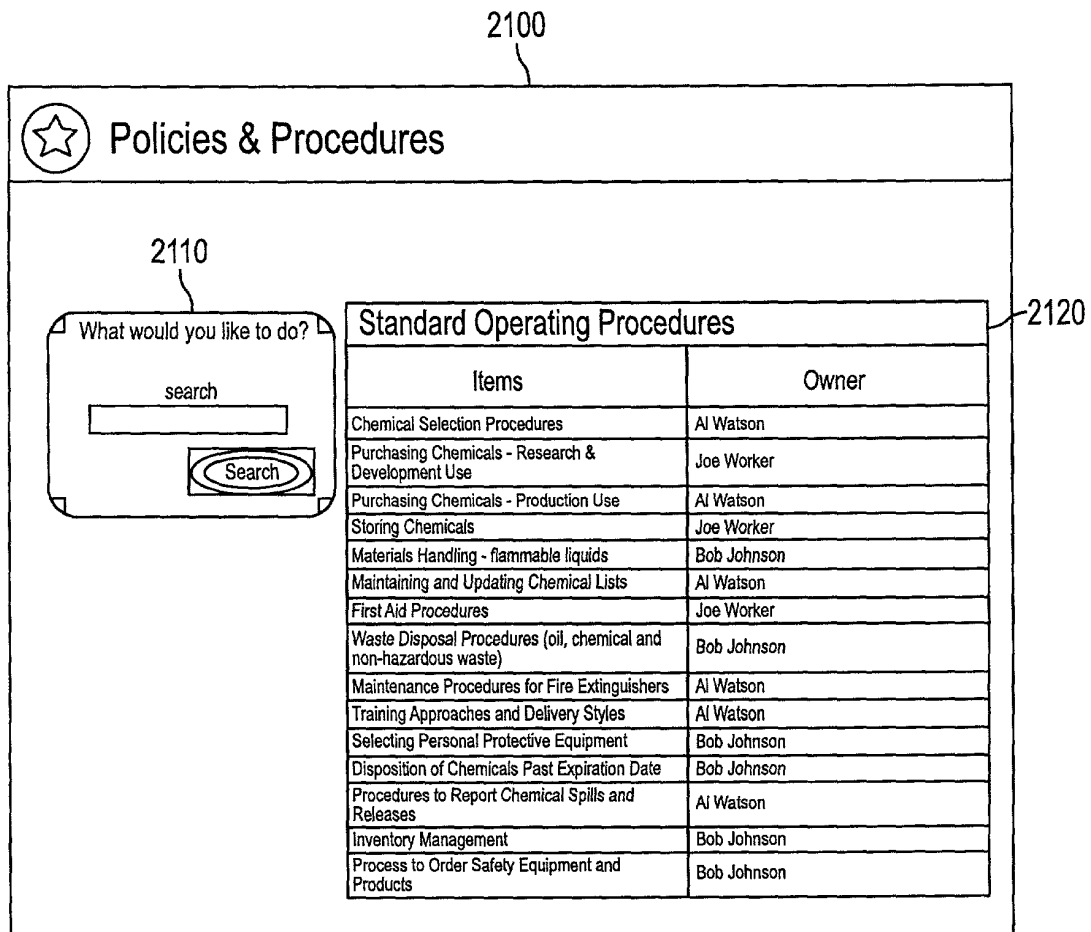 2100
Policies & Procedures
2110
What would you like to do?
search
Search
2120
Standard Operating Procedures
Items Owner
Chemical Selection Procedures Al Watson
Purchasing Chemicals - Research &
Development Use Joe Worker
Purchasing Chemicals - Production Use Al Watson
Storing Chemicals Joe Worker
Materials Handling - flammable liquids Bob Johnson
Maintaining and Updating Chemical Lists Al Watson
First Aid Procedures Joe Worker
Waste Disposal Procedures (oil, chemical and
non-hazardous waste) Bob Johnson
Maintenance Procedures for Fire Extinguishers Al Watson
Training Approaches and Delivery Styles Al Watson
Selecting Personal Protective Equipment Bob Johnson
Disposition of Chemicals Past Expiration Date Bob Johnson
Procedures to Report Chemical Spills and
Releases Al Watson
Inventory Management Bob Johnson
Process to Order Safety Equipment and
Products Bob Johnson